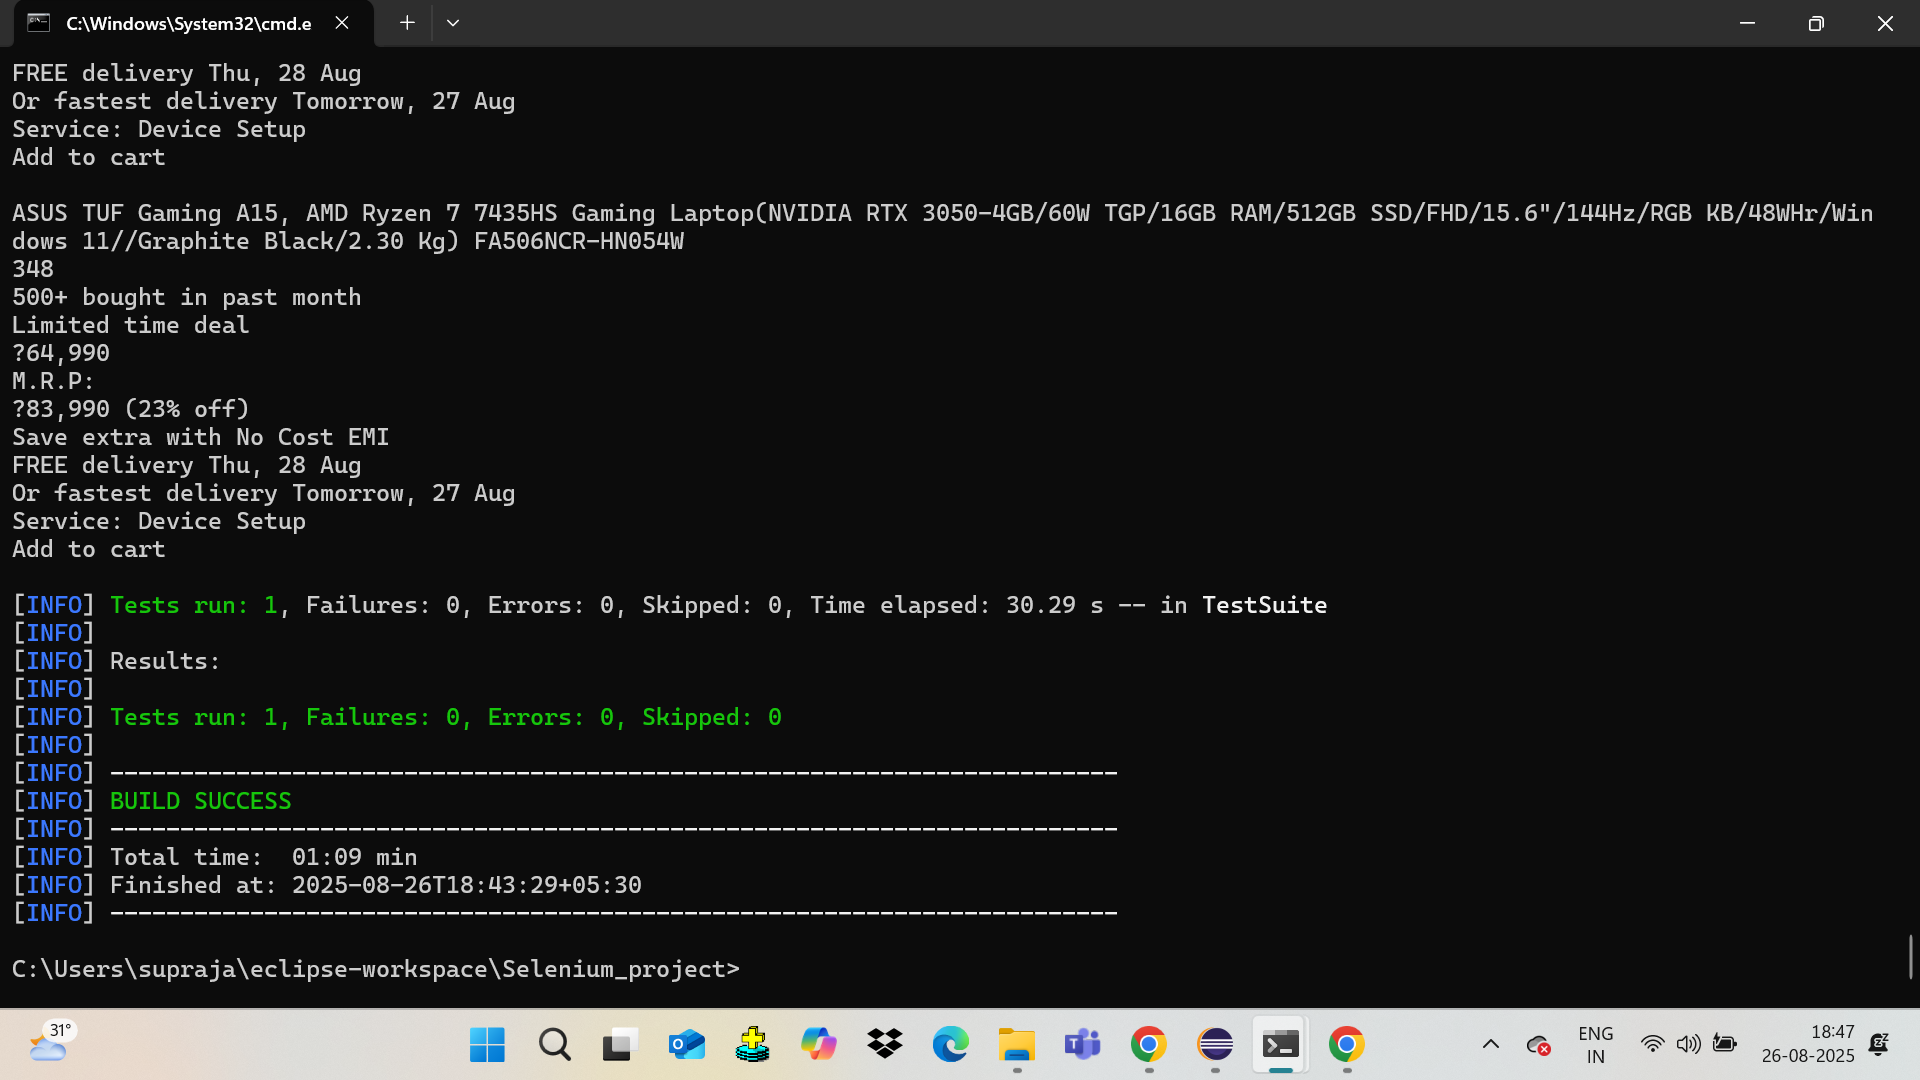 C:\Windows\System32\cmd.e
FREE delivery Thu, 28 Aug
Or fastest delivery Tomorrow, 27 Aug
Service: Device Setup
Add to cart
ASUS TUF Gaming A15, AMD Ryzen 7 7435HS Gaming Laptop(NVIDIA RTX 3050-4GB/60W TGP/16GB RAM/512GB SSD/FHD/15.6"/144Hz/RGB KB/48WHr/Win
dows 11//Graphite Black/2.30 Kg) FA506NCR-HN054W
348
500+ bought in past month
Limited time deal
?64,990
M.R.P:
?83,990 (23% off)
Save extra with No Cost EMI
FREE delivery Thu, 28 Aug
Or fastest delivery Tomorrow, 27 Aug
Service: Device Setup
Add to cart
[INFO] Tests run: 1, Failures: 0, Errors: 0, Skipped: 0, Time elapsed: 30.29 s -- in TestSuite
[INFO]
[INFO] Results:
[INFO]
[INFO] Tests run: 1, Failures: 0, Errors: 0, Skipped: 0
[INFO]
[INFO] ------------------------------------------------------------------------
[INFO] BUILD SUCCESS
[INFO] ------------------------------------------------------------------------
[INFO] Total time:  01:09 min
[INFO] Finished at: 2025-08-26T18:43:29+05:30
[INFO] ------------------------------------------------------------------------
C:\Users\supraja\eclipse-workspace\Selenium_project>
31°
ENG
IN
18:47
26-08-2025